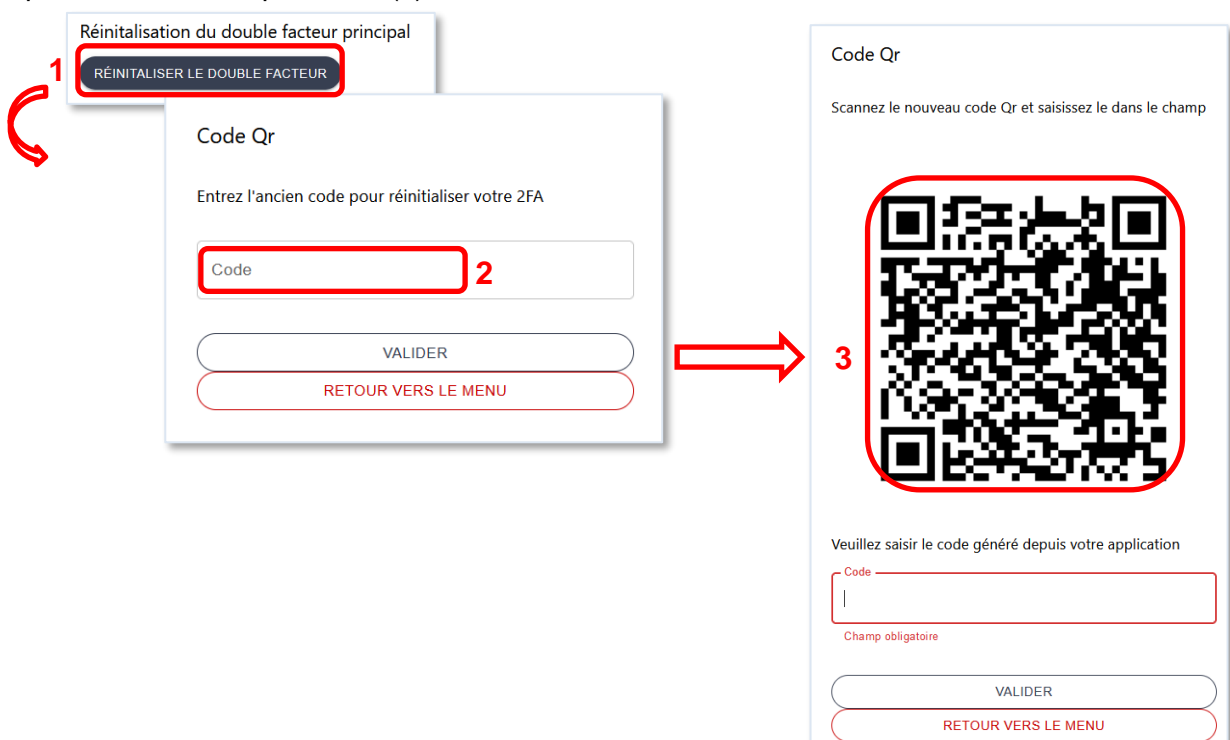 Réinitalisation du double facteur principal
1
RÉINITALISER LE DOUBLE FACTEUR
Code Qr
Entrez l'ancien code pour réinitialiser votre 2FA
Code
2
VALIDER
RETOUR VERS LE MENU
Code Qr
Scannez le nouveau code Qr et saisissez le dans le champ
3
Veuillez saisir le code généré depuis votre application
Code
Champ obligatoire
VALIDER
RETOUR VERS LE MENU